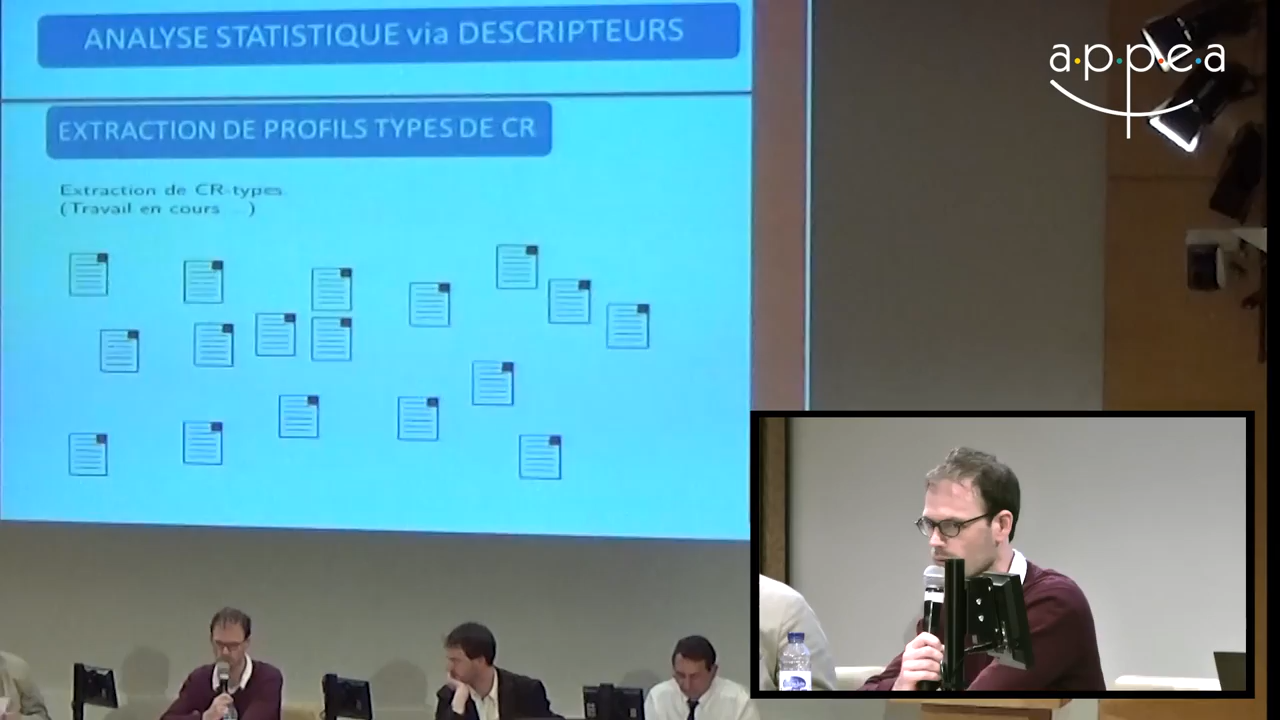 ANALYSE STATISTIQUE via DESCRIPTEURS
a.p.p.e.a
EXTRACTION DE PROFILS TYPES DE CR
Extraction de CR-types.
(Travail en cours ...)